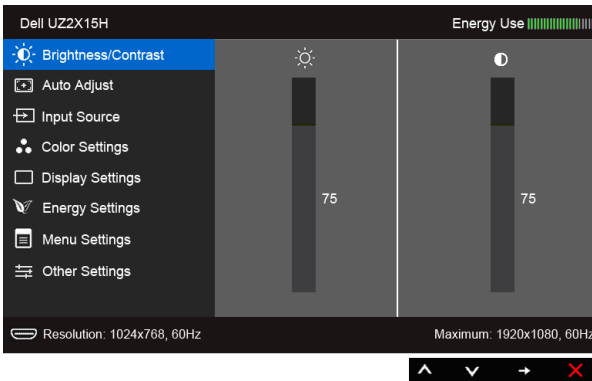 Dell UZ2X15H Energy Use
Brightness/Contrast
Auto Adjust
Input Source
Color Settings
Display Settings
75 75
Energy Settings
Menu Settings
Other Settings
Resolution: 1024x768, 60Hz Maximum: 1920x1080, 60Hz